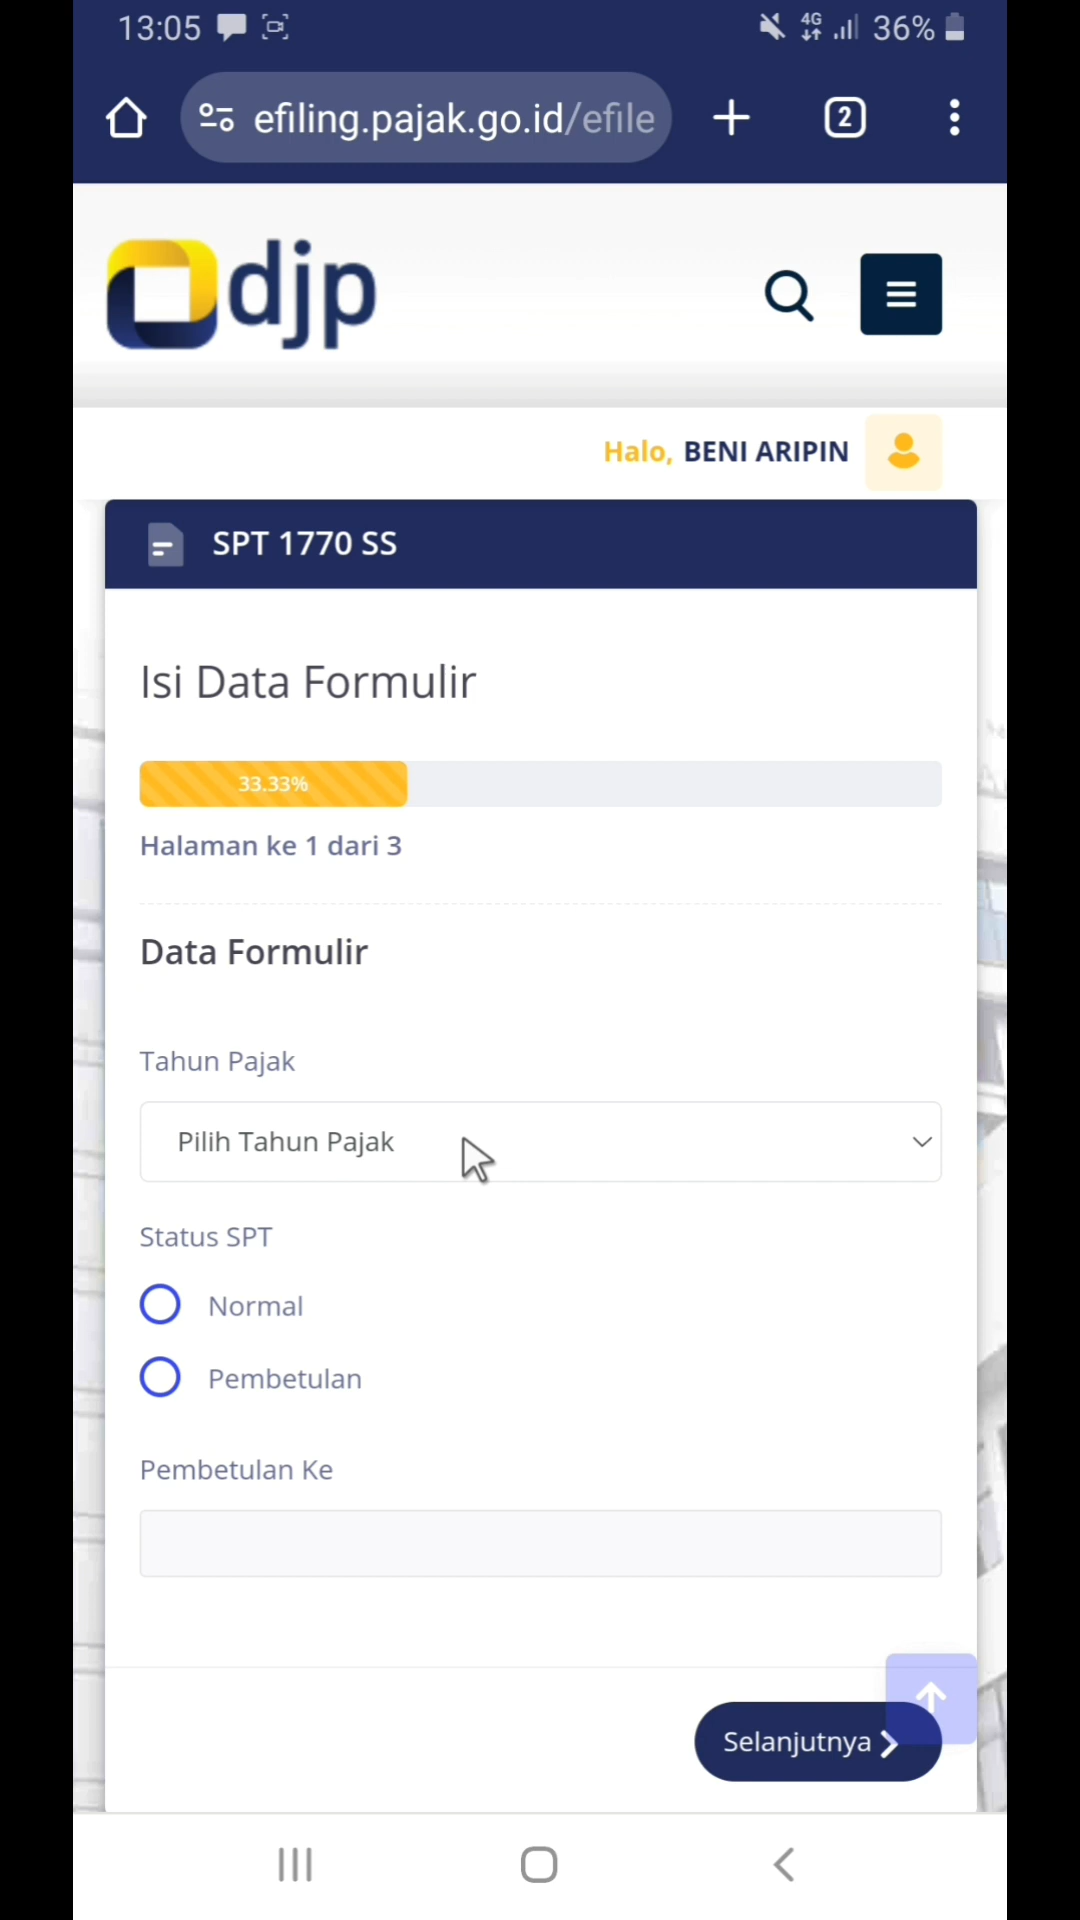 13:05
4G
36%
efiling.pajak.go.id/efile
2
djp
Halo, BENI ARIPIN
SPT 1770 SS
Isi Data Formulir
33.33%
Halaman ke 1 dari 3
Data Formulir
Tahun Pajak
Pilih Tahun Pajak
Status SPT
Normal
Pembetulan
Pembetulan Ke
Selanjutnya